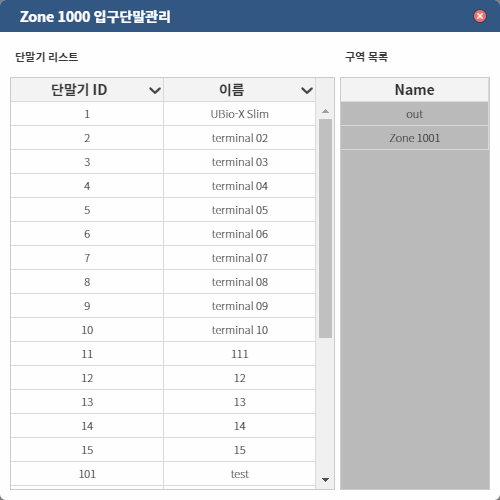 Zone 1000 입구단말관리
단말기 리스트
구역 목록
단말기 ID 이름
Name
1 UBio-X Slim
2 terminal 02
3 terminal 03
4 terminal 04
5 terminal 05
6 terminal 06
7 terminal 07
8 terminal 08
9 terminal 09
10 terminal 10
11 111
12 12
13 13
14 14
15 15
101 test
out
Zone 1001